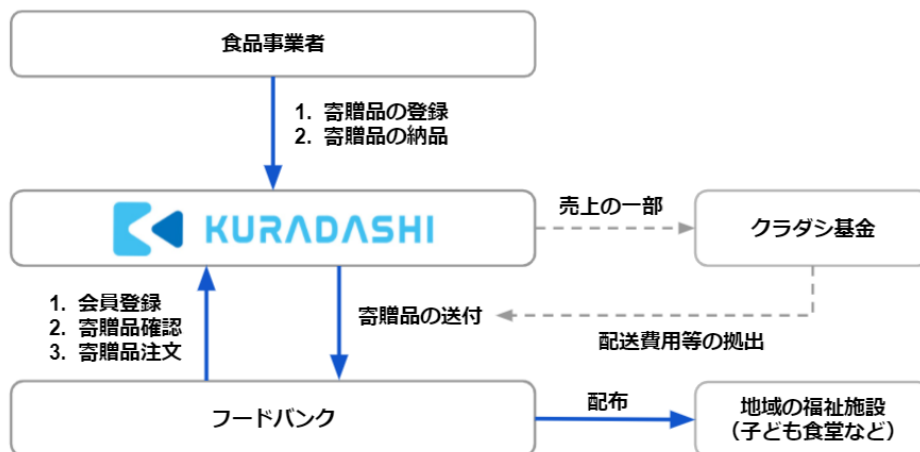 食品事業者
1. 寄贈品の登録
2. 寄贈品の納品
KURADASHI
売上の一部
クラダシ基金
1. 会員登録
2. 寄贈品確認
3. 寄贈品注文
寄贈品の送付
配送費用等の拠出
フードバンク
配布
地域の福祉施設
（子ども食堂など）